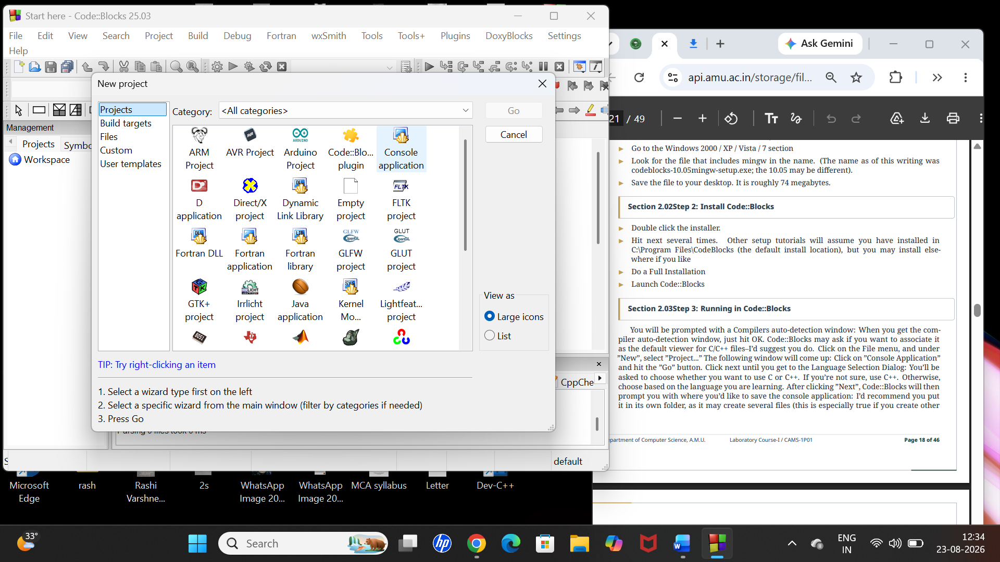 Start here - Code::Blocks 25.03
File Edit View Search Project Build Debug Fortran wxSmith Tools Tools+ Plugins DoxyBlocks Settings
Help
Management
Projects Symbo
Workspace
New project
Projects
Build targets
Files
Custom
User templates
Category: <All categories>
Go
Cancel
ARM Project
AVR Project
Arduino Project
Code::Blo... plugin
Console application
D application
Direct/X project
Dynamic Link Library
Empty project
FLTK project
Fortran DLL
Fortran application
Fortran library
GLFW project
GLUT project
GTK+ project
Irrlicht project
Java application
Kernel Mo...
Lightfeat... project
View as
Large icons
List
TIP: Try right-clicking an item
1. Select a wizard type first on the left
2. Select a specific wizard from the main window (filter by categories if needed)
3. Press Go
CppChe
default
Ask Gemini
api.amu.ac.in/storage/fil...
21 / 49
Go to the Windows 2000 / XP / Vista / 7 section
Look for the file that includes mingw in the name. (The name as of this writing was
codeblocks-10.05mingw-setup.exe; the 10.05 may be different).
Save the file to your desktop. It is roughly 74 megabytes.
Section 2.02Step 2: Install Code::Blocks
Double click the installer.
Hit next several times. Other setup tutorials will assume you have installed in
C:\Program Files\CodeBlocks (the default install location), but you may install else-
where if you like
Do a Full Installation
Launch Code::Blocks
Section 2.03Step 3: Running in Code::Blocks
You will be prompted with a Compilers auto-detection window: When you get the com-
piler auto-detection window, just hit OK. Code::Blocks may ask if you want to associate it
as the default viewer for C/C++ files–I'd suggest you do. Click on the File menu, and under
"New", select "Project..." The following window will come up: Click on "Console Application"
and hit the "Go" button. Click next until you get to the Language Selection Dialog: You'll be
asked to choose whether you want to use C or C++. If you're not sure, use C++. Otherwise,
choose based on the language you are learning. After clicking "Next", Code::Blocks will then
prompt you with where you'd like to save the console application: I'd recommend you put
it in its own folder, as it may create several files (this is especially true if you create other
epartment of Computer Science, A.M.U. Laboratory Course-I / CAMS-1P01 Page 18 of 46
Microsoft Edge
rash
Rashi Varshne...
2s
WhatsApp Image 20...
WhatsApp Image 20...
MCA syllabus
Letter
Dev-C++
33°
Search
ENG
IN
12:34
23-08-2026